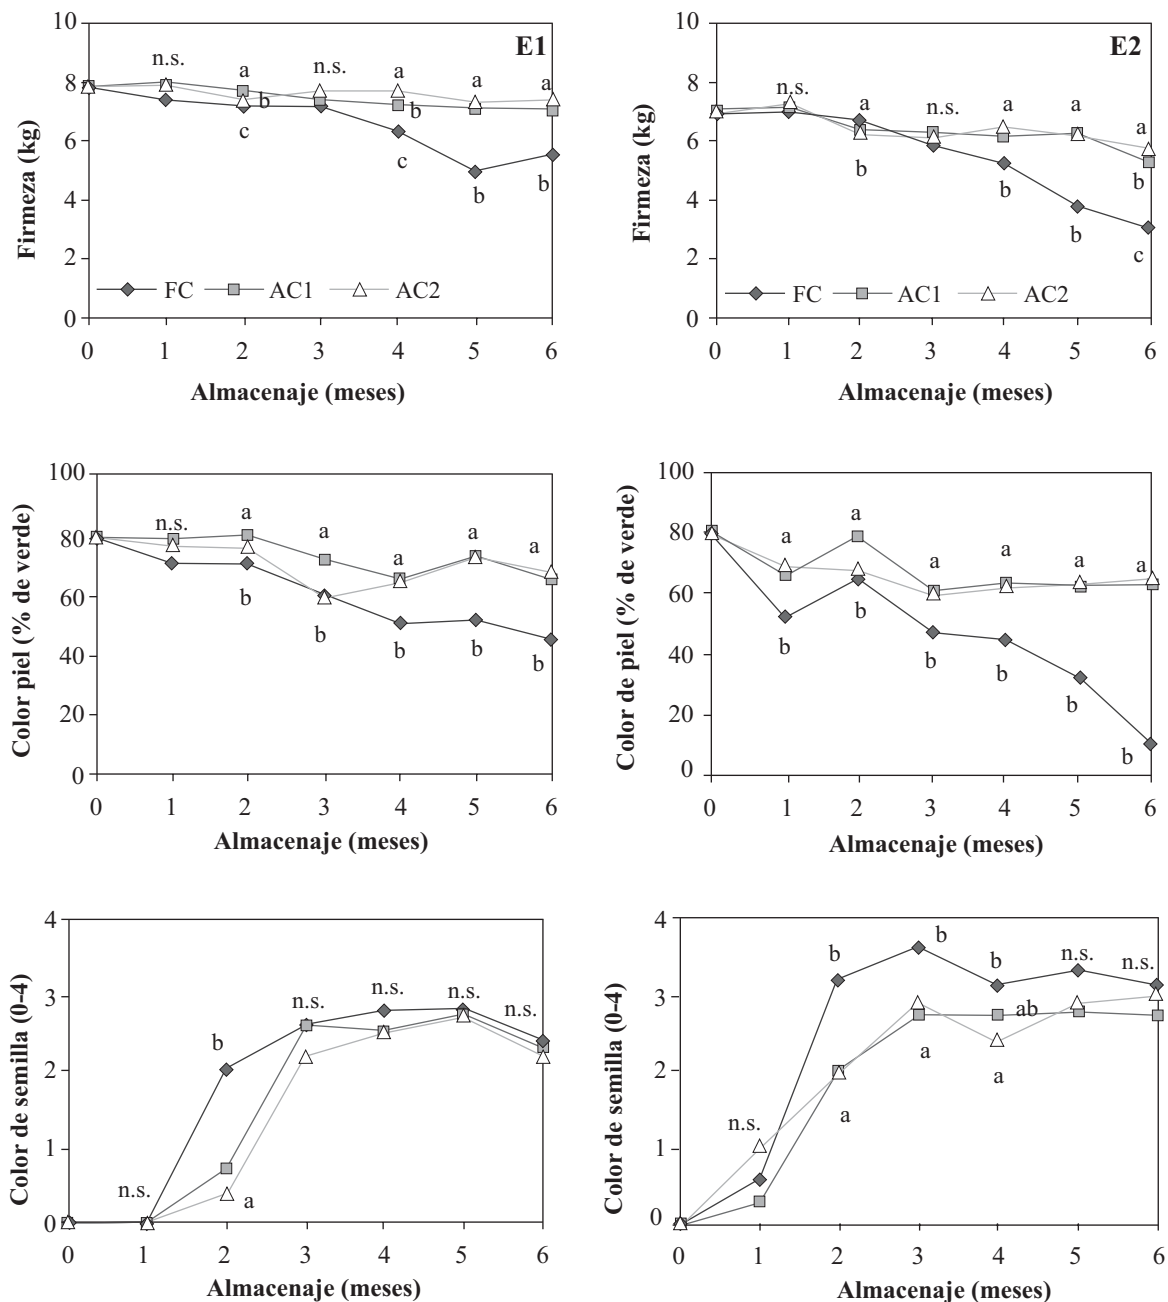 E1
Firmeza (kg)
10
8
6
4
2
0
n.s.
a
b
c
n.s.
a
b
c
a
b
a
b
FC
AC1
AC2
0 1 2 3 4 5 6
Almacenaje (meses)
E2
Firmeza (kg)
10
8
6
4
2
0
n.s.
a
b
n.s.
a
b
a
b
a
b
c
FC
AC1
AC2
0 1 2 3 4 5 6
Almacenaje (meses)
Color piel (% de verde)
100
80
60
40
20
0
n.s.
a
b
a
b
a
b
a
b
a
b
0 1 2 3 4 5 6
Almacenaje (meses)
Color de piel (% de verde)
100
80
60
40
20
0
a
b
a
b
a
b
a
b
a
b
a
b
0 1 2 3 4 5 6
Almacenaje (meses)
Color de semilla (0-4)
4
3
2
1
0
n.s.
b
a
n.s.
n.s.
n.s.
n.s.
0 1 2 3 4 5 6
Almacenaje (meses)
Color de semilla (0-4)
4
3
2
1
0
n.s.
b
a
b
a
b
ab
a
n.s.
n.s.
0 1 2 3 4 5 6
Almacenaje (meses)